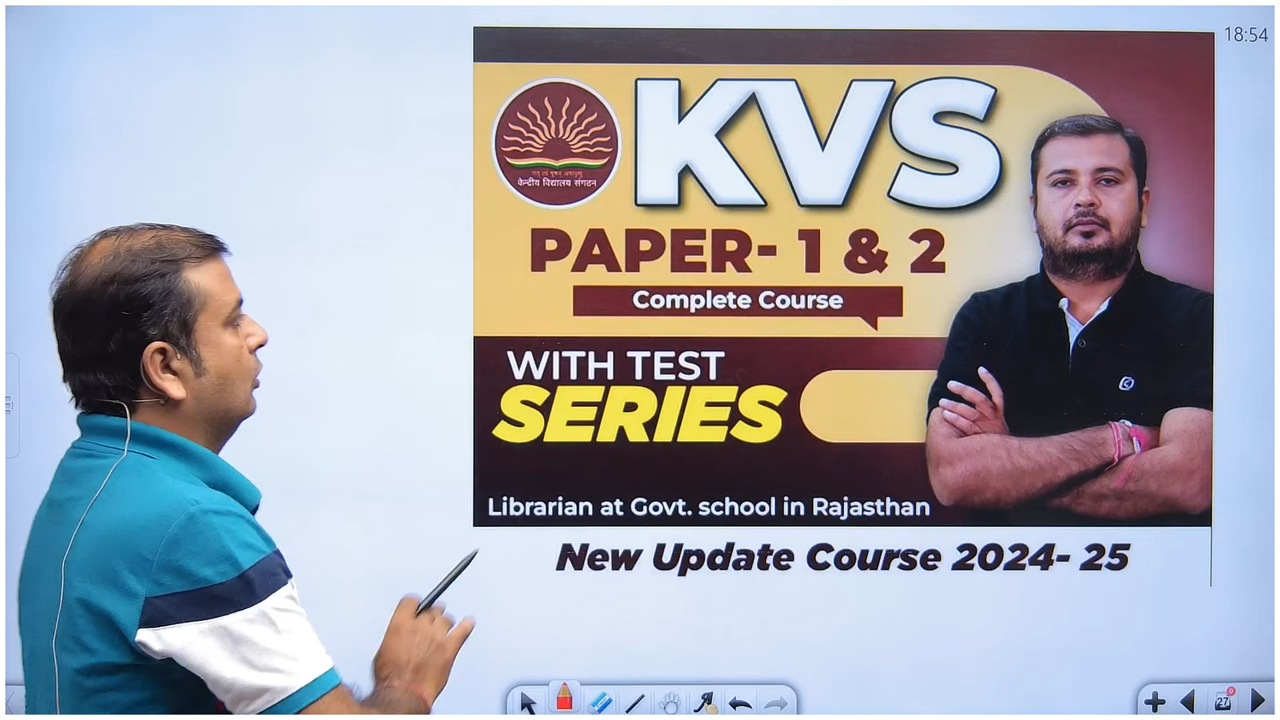 18:54
KVS
केन्द्रीय विद्यालय संगठन
PAPER- 1 & 2
Complete Course
WITH TEST
SERIES
Librarian at Govt. school in Rajasthan
New Update Course 2024- 25
27